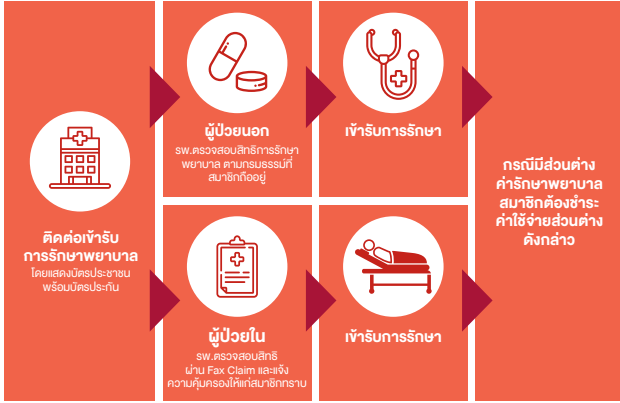 ติดต่อเข้ารับ
การรักษาพยาบาล
โดยแสดงบัตรประชาชน
พร้อมบัตรประกัน
ผู้ป่วยนอก
รพ.ตรวจสอบสิทธิการรักษา
พยาบาล ตามกรมธรรม์ที่
สมาชิกถืออยู่
เข้ารับการรักษา
ผู้ป่วยใน
รพ.ตรวจสอบสิทธิ
ผ่าน Fax Claim และแจ้ง
ความคุ้มครองให้แก่สมาชิกทราบ
เข้ารับการรักษา
กรณีมีส่วนต่าง
ค่ารักษาพยาบาล
สมาชิกต้องชำระ
ค่าใช้จ่ายส่วนต่าง
ดังกล่าว